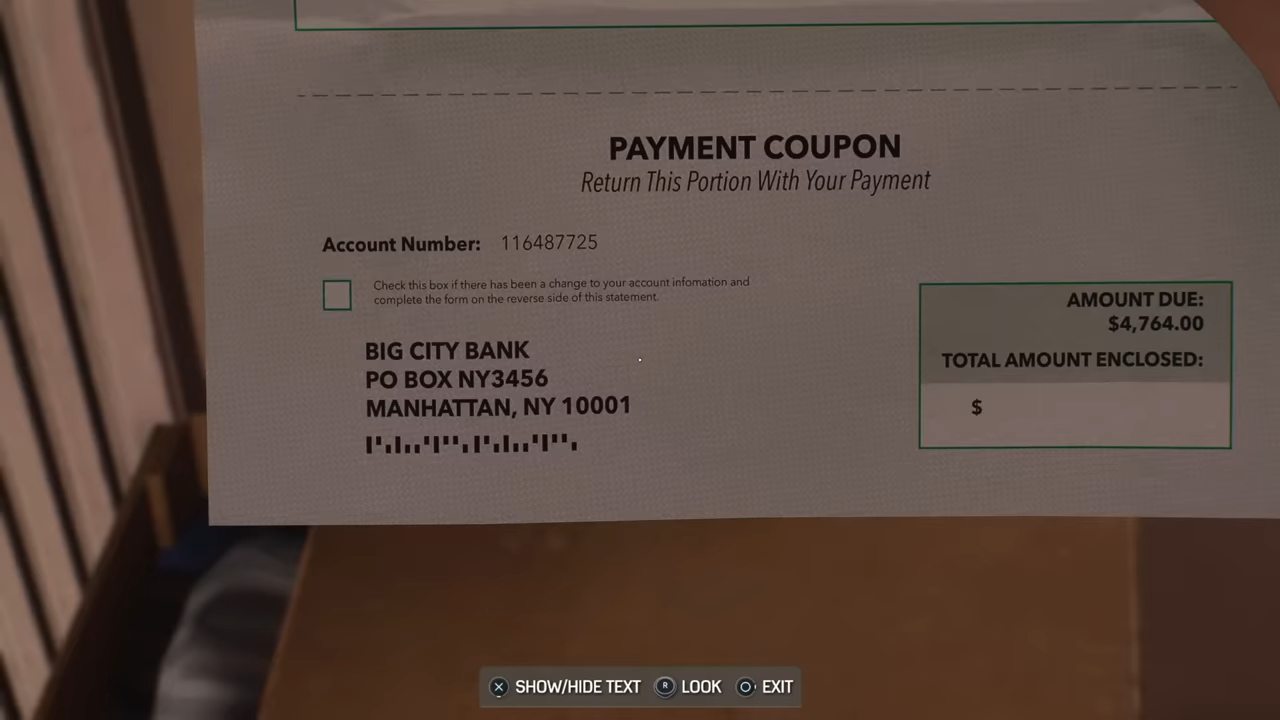 PAYMENT COUPON
Return This Portion With Your Payment
Account Number: 116487725
Check this box if there has been a change to your account infomation and
complete the form on the reverse side of this statement.
BIG CITY BANK
PO BOX NY3456
MANHATTAN, NY 10001
AMOUNT DUE:
$4,764.00
TOTAL AMOUNT ENCLOSED:
$
SHOW/HIDE TEXT R LOOK EXIT